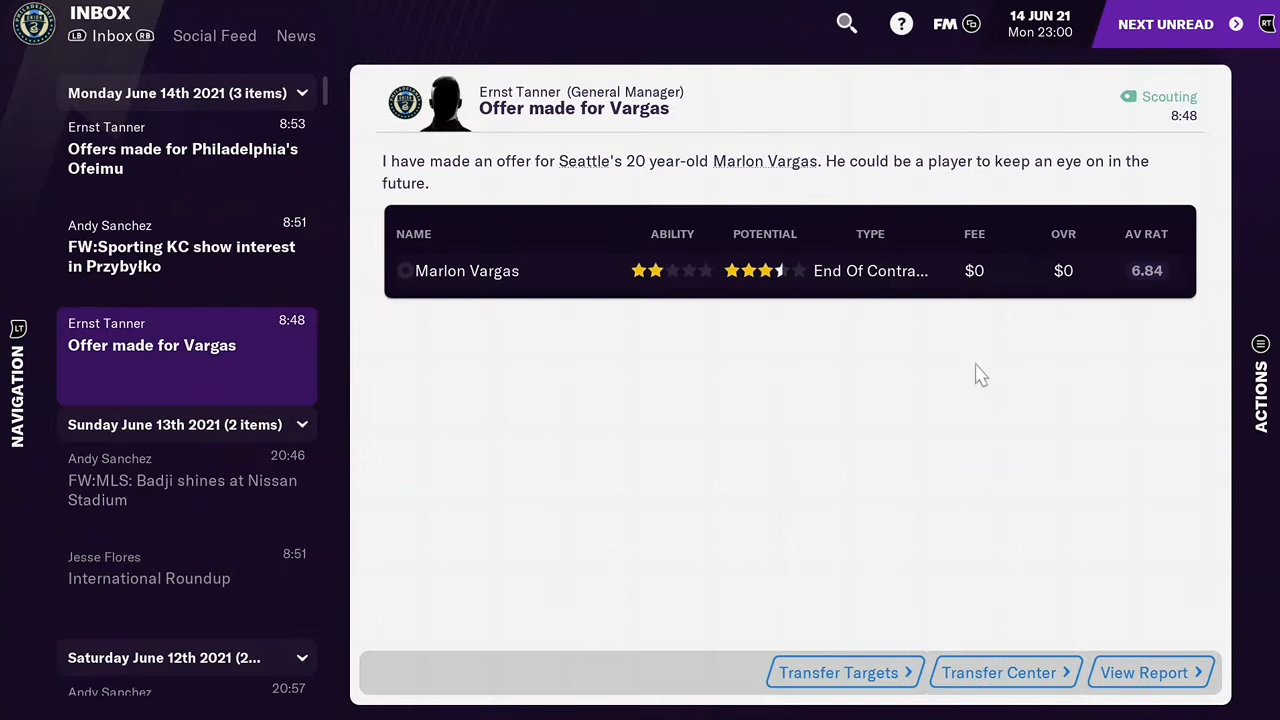 INBOX
LB Inbox RB Social Feed News
? FM
14 JUN 21
Mon 23:00
NEXT UNREAD RT
Monday June 14th 2021 (3 items)
Ernst Tanner 8:53
Offers made for Philadelphia's
Ofeimu
Andy Sanchez 8:51
FW:Sporting KC show interest
in Przybyłko
Ernst Tanner 8:48
Offer made for Vargas
Sunday June 13th 2021 (2 items)
Andy Sanchez 20:46
FW:MLS: Badji shines at Nissan
Stadium
Jesse Flores 8:51
International Roundup
Saturday June 12th 2021 (2...
Andy Sanchez 20:57
LT
NAVIGATION
Ernst Tanner (General Manager)
Offer made for Vargas
Scouting
8:48
I have made an offer for Seattle's 20 year-old Marlon Vargas. He could be a player to keep an eye on in the
future.
NAME ABILITY POTENTIAL TYPE FEE OVR AV RAT
Marlon Vargas End Of Contra... $0 $0 6.84
Transfer Targets Transfer Center View Report
ACTIONS